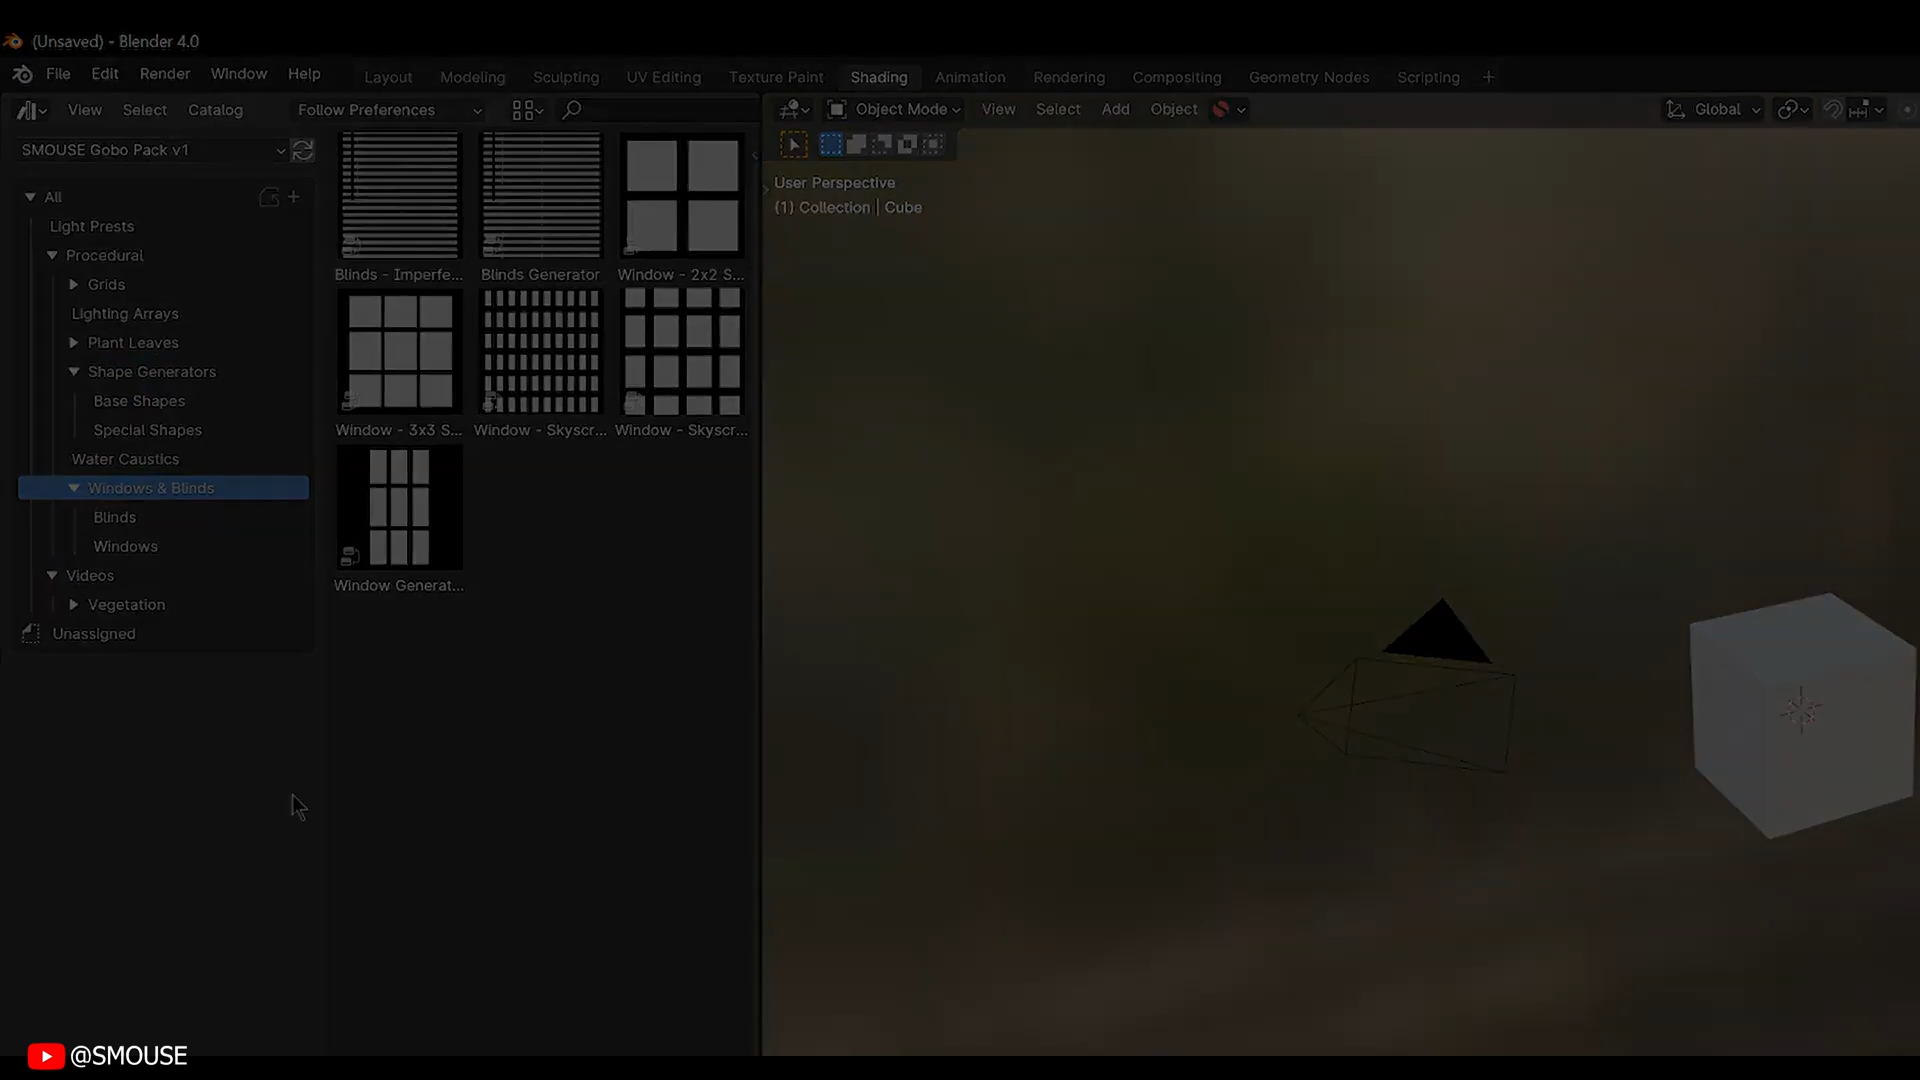 (Unsaved) - Blender 4.0
File Edit Render Window Help Layout Modeling Sculpting UV Editing Texture Paint Shading Animation Rendering Compositing Geometry Nodes Scripting +
View Select Catalog Follow Preferences Object Mode View Select Add Object Global
SMOUSE Gobo Pack v1
User Perspective
(1) Collection | Cube
All
Light Prests
Procedural
Grids
Lighting Arrays
Plant Leaves
Shape Generators
Base Shapes
Special Shapes
Water Caustics
Windows & Blinds
Blinds
Windows
Videos
Vegetation
Unassigned
Blinds - Imperfe... Blinds Generator Window - 2x2 S...
Window - 3x3 S... Window - Skyscr... Window - Skyscr...
Window Generat...
@SMOUSE